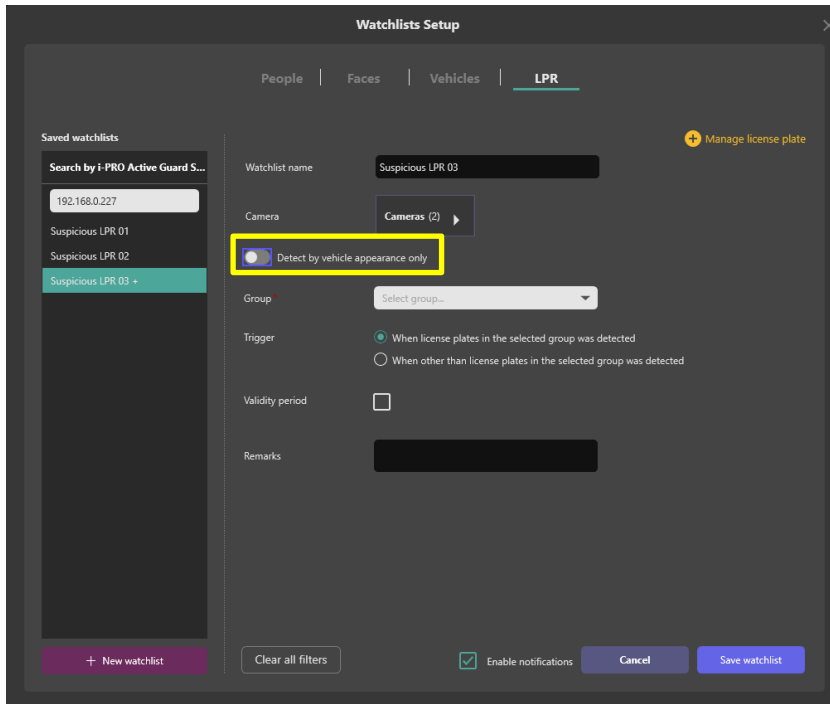 Watchlists Setup
People Faces Vehicles LPR
Saved watchlists
Manage license plate
Search by i-PRO Active Guard S...
192.168.0.227
Suspicious LPR 01
Suspicious LPR 02
Suspicious LPR 03 +
+ New watchlist
Watchlist name Suspicious LPR 03
Camera Cameras (2)
Detect by vehicle appearance only
Group* Select group...
Trigger When license plates in the selected group was detected
When other than license plates in the selected group was detected
Validity period
Remarks
Clear all filters Enable notifications Cancel Save watchlist